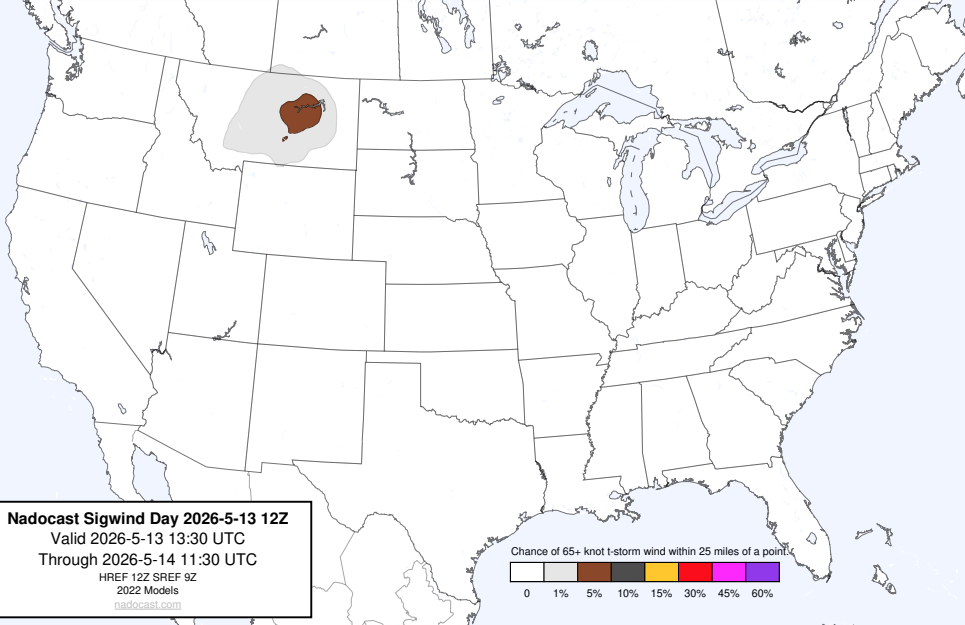 Nadocast Sigwind Day 2026-5-13 12Z
Valid 2026-5-13 13:30 UTC
Through 2026-5-14 11:30 UTC
HREF 12Z SREF 9Z
2022 Models
nadocast.com
Chance of 65+ knot t-storm wind within 25 miles of a point.
0 1% 5% 10% 15% 30% 45% 60%